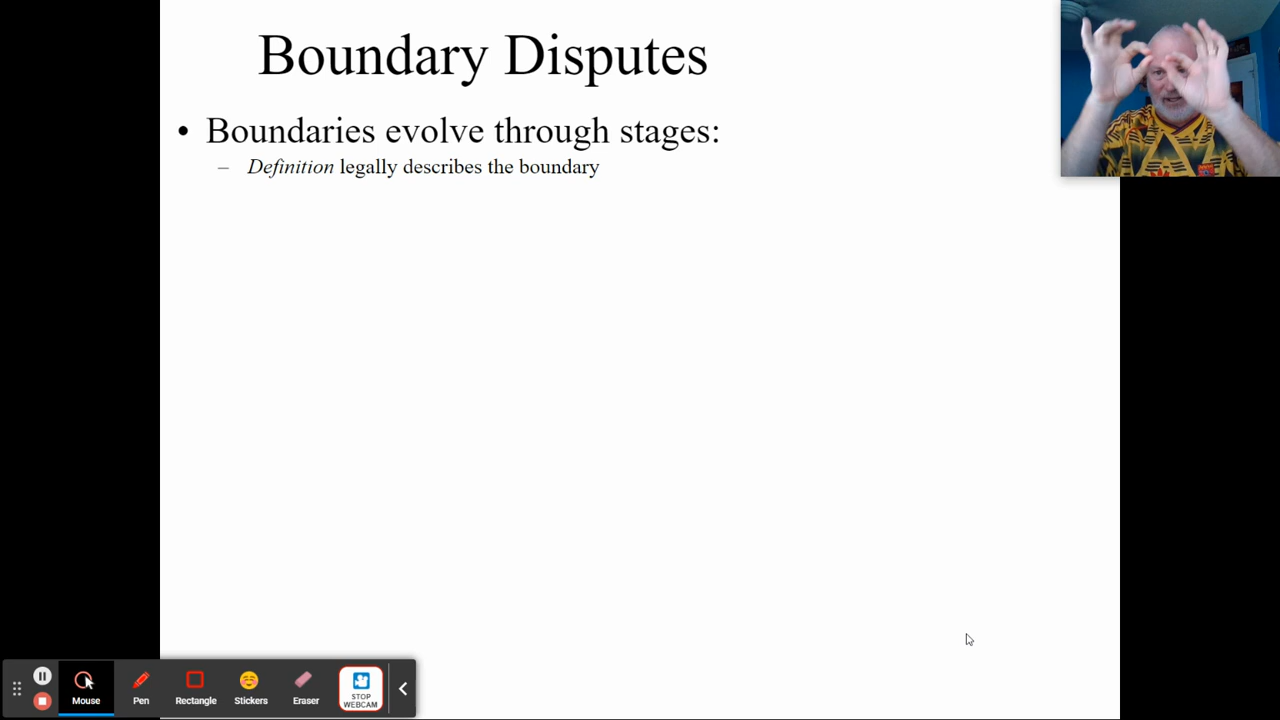 Boundary Disputes
• Boundaries evolve through stages:
– Definition legally describes the boundary
Mouse
Pen
Rectangle
Stickers
Eraser
STOP
WEBCAM